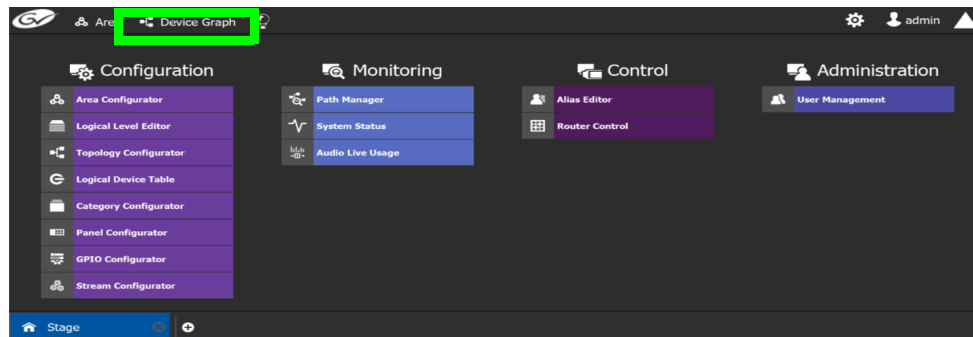 GV Are Device Graph admin
Configuration
Area Configurator
Logical Level Editor
Topology Configurator
Logical Device Table
Category Configurator
Panel Configurator
GPIO Configurator
Stream Configurator
Monitoring
Path Manager
System Status
Audio Live Usage
Control
Alias Editor
Router Control
Administration
User Management
Stage